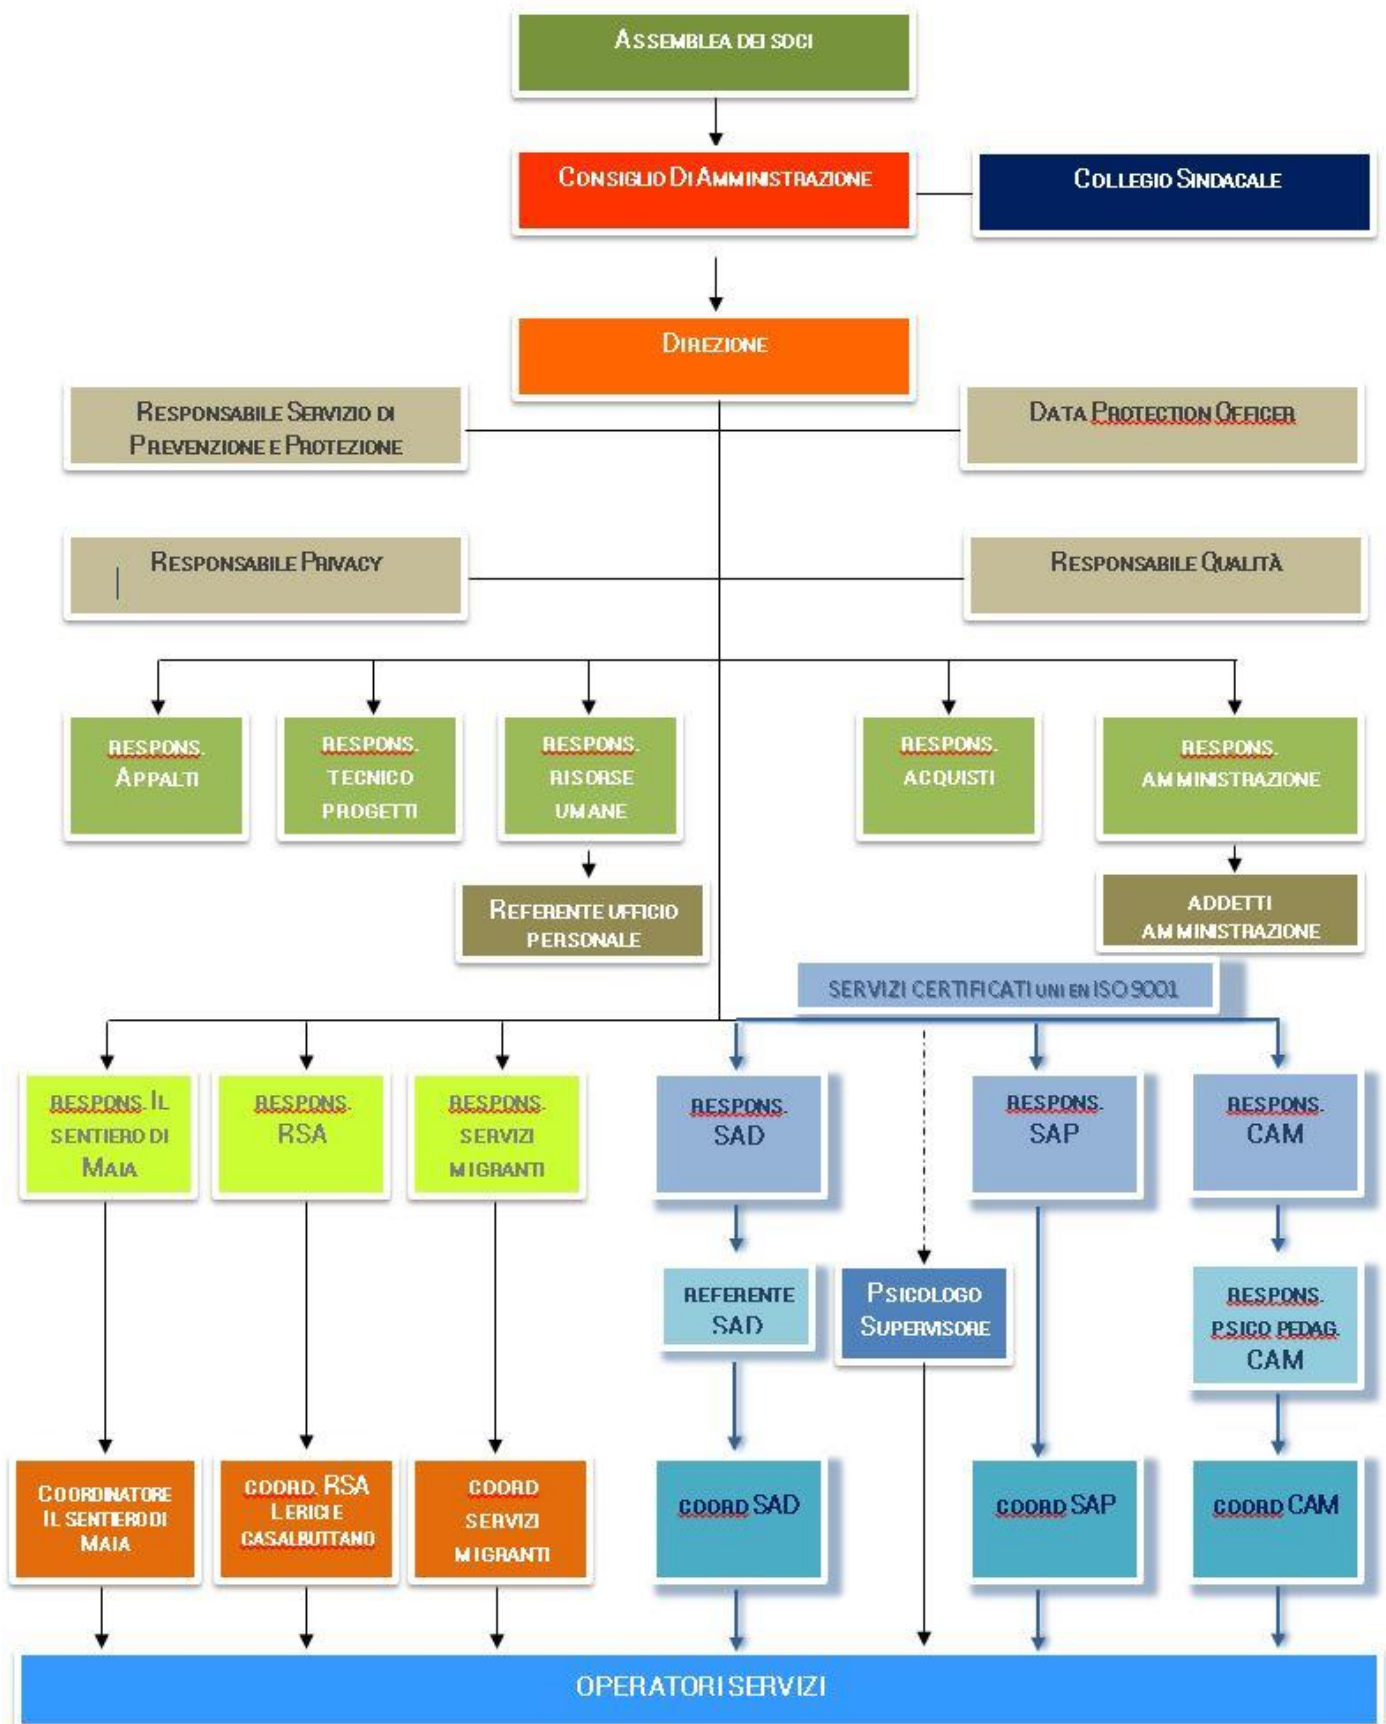 ASSEMBLEA DEI SOCI
CONSIGLIO DI AMMINISTRAZIONE
COLLEGIO SINDACALE
DIREZIONE
RESPONSABILE SERVIZIO DI
PREVENZIONE E PROTEZIONE
DATA PROTECTION OFFICER
RESPONSABILE PRIVACY
RESPONSABILE QUALITÀ
RESPONS.
APPALTI
RESPONS.
TECNICO
PROGETTI
RESPONS.
RISORSE
UMANE
RESPONS.
ACQUISTI
RESPONS.
AMMINISTRAZIONE
REFERENTE UFFICIO
PERSONALE
ADDETTI
AMMINISTRAZIONE
SERVIZI CERTIFICATI UNI EN ISO 9001
RESPONS. IL
SENTIERO DI
MAIA
RESPONS.
RSA
RESPONS.
SERVIZI
MIGRANTI
RESPONS.
SAD
RESPONS.
SAP
RESPONS.
CAM
REFERENTE
SAD
PSICOLOGO
SUPERVISORE
RESPONS.
PSICO PEDAG.
CAM
COORDINATORE
IL SENTIERO DI
MAIA
COORD. RSA
LERICI E
CASALBUTTANO
COORD
SERVIZI
MIGRANTI
COORD SAD
COORD SAP
COORD CAM
OPERATORI SERVIZI